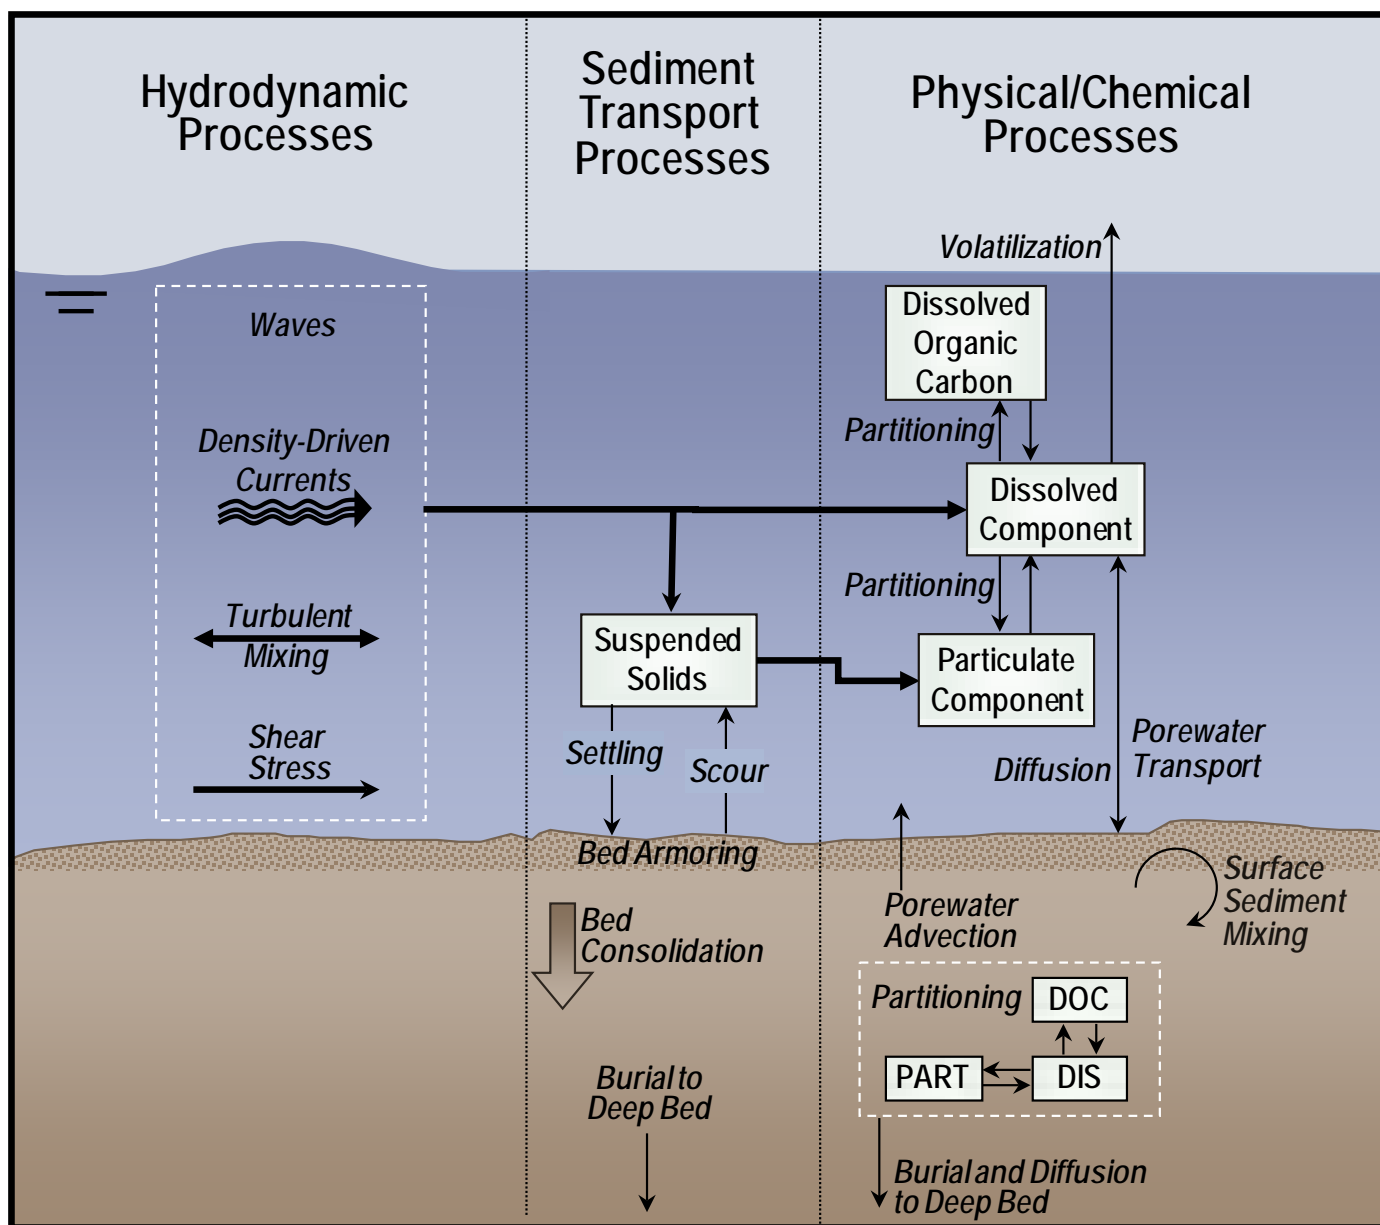 Hydrodynamic
Processes
Sediment
Transport
Processes
Physical/Chemical
Processes
Waves
Density-Driven
Currents
Turbulent
Mixing
Shear
Stress
Suspended
Solids
Settling
Scour
Bed Armoring
Bed
Consolidation
Burial to
Deep Bed
Volatilization
Dissolved
Organic
Carbon
Partitioning
Dissolved
Component
Partitioning
Particulate
Component
Diffusion
Porewater
Transport
Porewater
Advection
Surface
Sediment
Mixing
Partitioning
DOC
PART
DIS
Burial and Diffusion
to Deep Bed